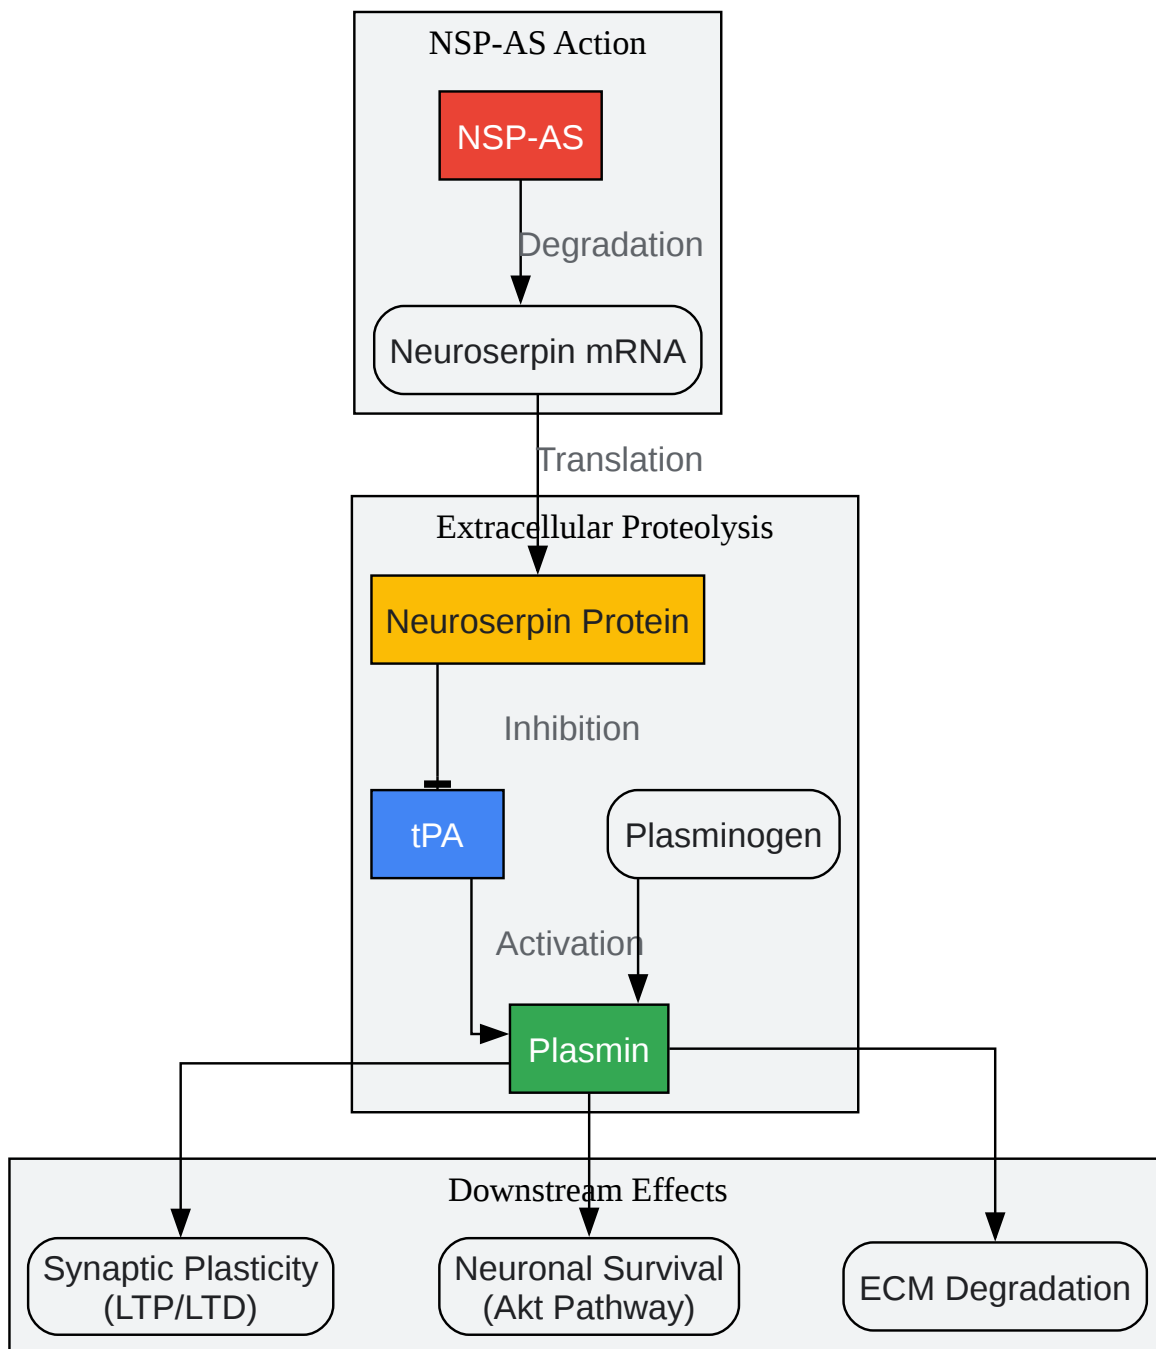 NSP-AS Action
NSP-AS
Degradation
Neuroserpin mRNA
Translation
Extracellular Proteolysis
Neuroserpin Protein
Inhibition
tPA
Plasminogen
Activation
Plasmin
Downstream Effects
Synaptic Plasticity
(LTP/LTD)
Neuronal Survival
(Akt Pathway)
ECM Degradation